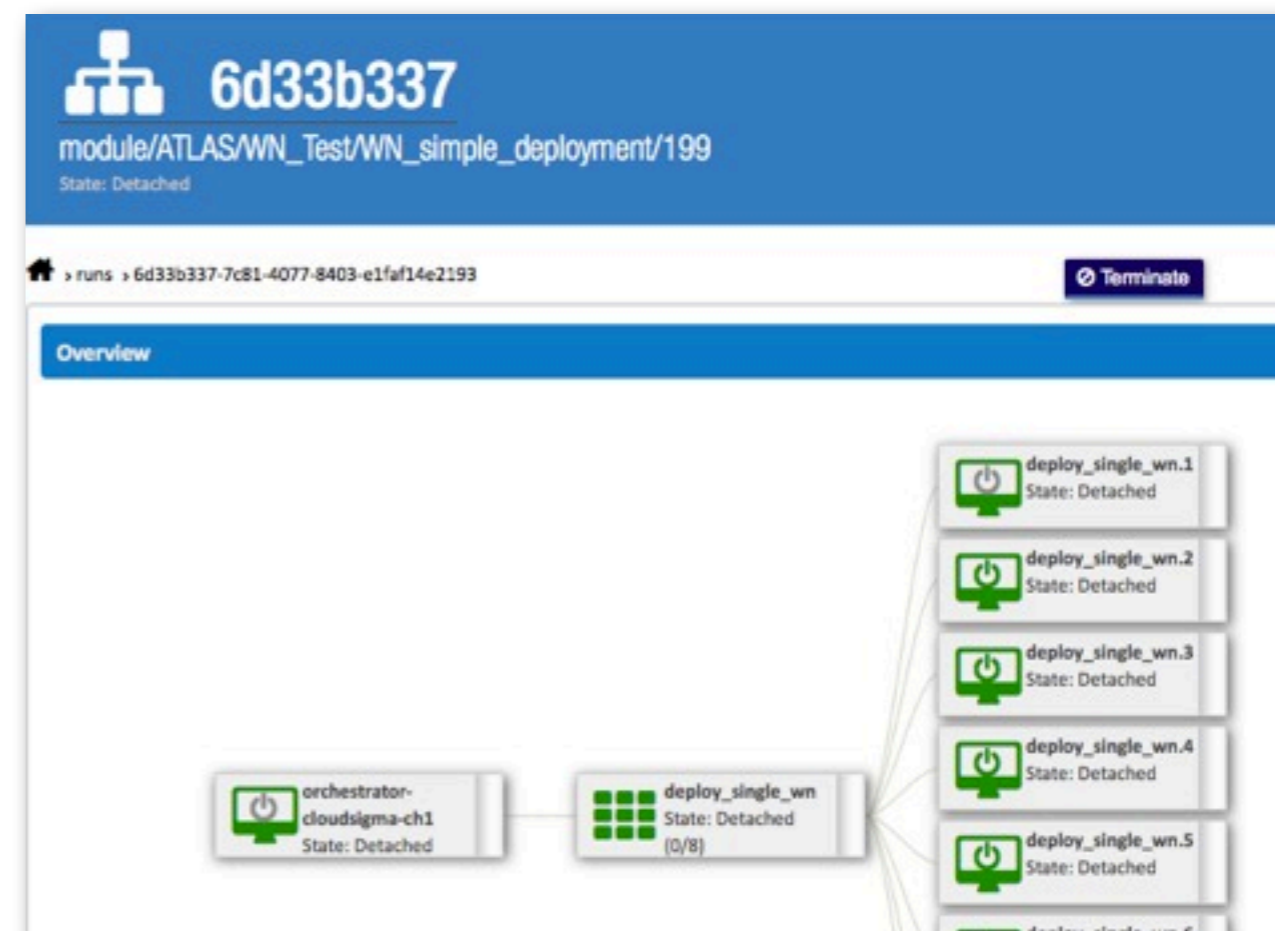 6d33b337
module/ATLAS/WN_Test/WN_simple_deployment/199
State: Detached
› runs › 6d33b337-7c81-4077-8403-e1faf14e2193
Terminate
Overview
deploy_single_wn.1
State: Detached
deploy_single_wn.2
State: Detached
deploy_single_wn.3
State: Detached
deploy_single_wn.4
State: Detached
orchestrator-
cloudsigma-ch1
State: Detached
deploy_single_wn
State: Detached
(0/8)
deploy_single_wn.5
State: Detached
deploy_single_wn.6